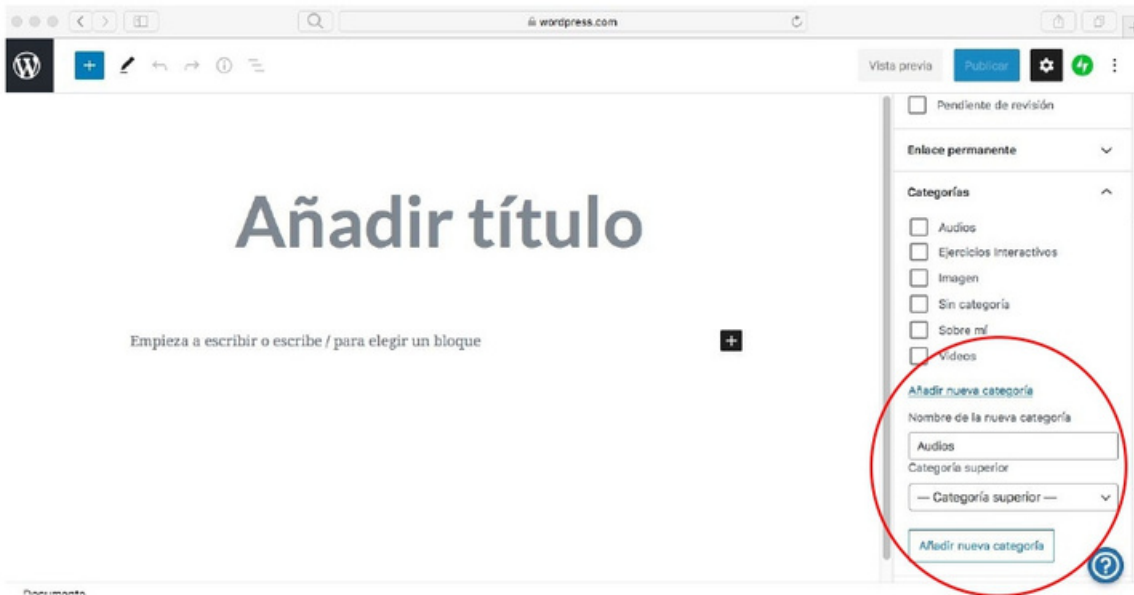 wordpress.com
Vista previa
Publicar
Pendiente de revisión
Enlace permanente
Categorías
Añadir título
Audios
Ejercicios Interactivos
Imagen
Sin categoría
Empieza a escribir o escribe / para elegir un bloque
Sobre mí
Videos
Añadir nueva categoría
Nombre de la nueva categoría
Audios
Categoría superior
— Categoría superior —
Añadir nueva categoría
Documento